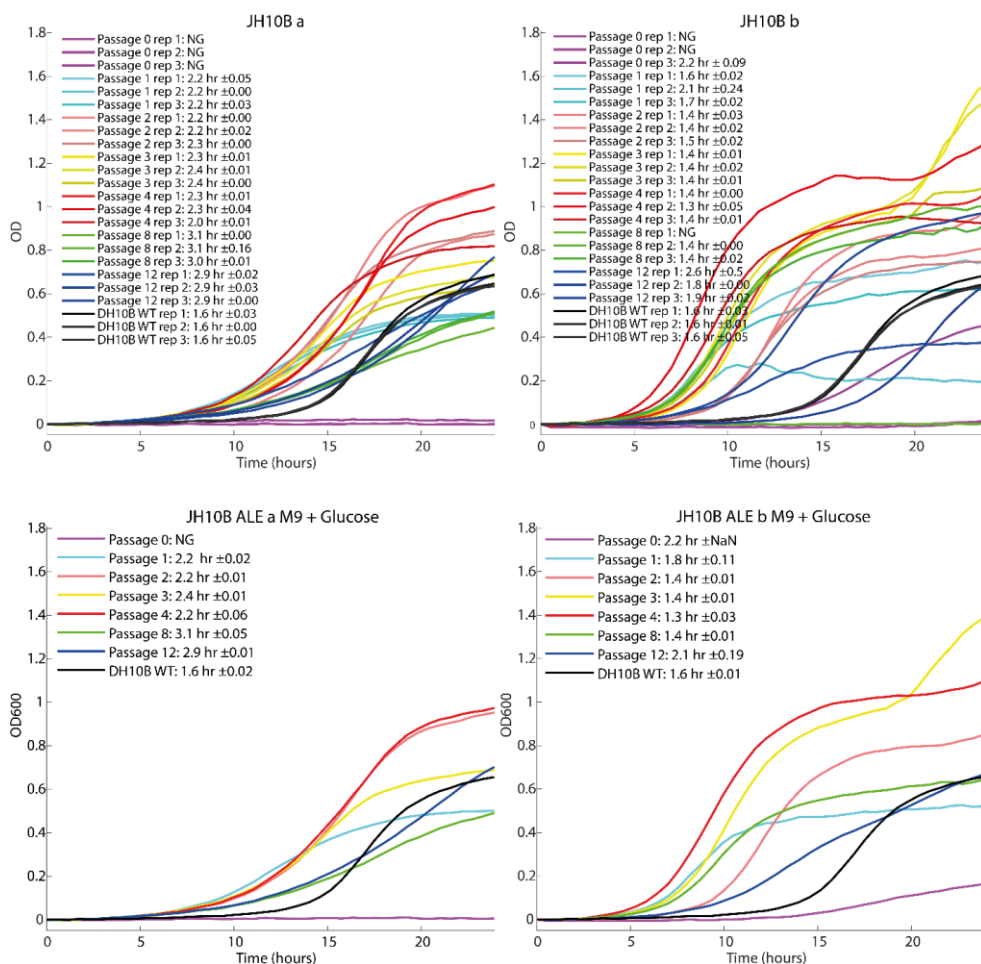 JH10B a
Passage 0 rep 1: NG
Passage 0 rep 2: NG
Passage 0 rep 3: NG
Passage 1 rep 1: 2.2 hr ±0.05
Passage 1 rep 2: 2.2 hr ±0.00
Passage 1 rep 3: 2.2 hr ±0.03
Passage 2 rep 1: 2.2 hr ±0.00
Passage 2 rep 2: 2.2 hr ±0.02
Passage 2 rep 3: 2.3 hr ±0.00
Passage 3 rep 1: 2.3 hr ±0.01
Passage 3 rep 2: 2.4 hr ±0.01
Passage 3 rep 3: 2.4 hr ±0.00
Passage 4 rep 1: 2.3 hr ±0.01
Passage 4 rep 2: 2.3 hr ±0.04
Passage 4 rep 3: 2.0 hr ±0.01
Passage 8 rep 1: 3.1 hr ±0.00
Passage 8 rep 2: 3.1 hr ±0.16
Passage 8 rep 3: 3.0 hr ±0.01
Passage 12 rep 1: 2.9 hr ±0.02
Passage 12 rep 2: 2.9 hr ±0.03
Passage 12 rep 3: 2.9 hr ±0.00
DH10B WT rep 1: 1.6 hr ±0.03
DH10B WT rep 2: 1.6 hr ±0.00
DH10B WT rep 3: 1.6 hr ±0.05
1.8
1.6
1.4
1.2
1
0.8
0.6
0.4
0.2
0
OD
0
5
10
15
20
Time (hours)
JH10B b
Passage 0 rep 1: NG
Passage 0 rep 2: NG
Passage 0 rep 3: 2.2 hr ± 0.09
Passage 1 rep 1: 1.6 hr ±0.02
Passage 1 rep 2: 2.1 hr ±0.24
Passage 1 rep 3: 1.7 hr ±0.02
Passage 2 rep 1: 1.4 hr ±0.03
Passage 2 rep 2: 1.4 hr ±0.02
Passage 2 rep 3: 1.5 hr ±0.02
Passage 3 rep 1: 1.4 hr ±0.01
Passage 3 rep 2: 1.4 hr ±0.02
Passage 3 rep 3: 1.4 hr ±0.01
Passage 4 rep 1: 1.4 hr ±0.00
Passage 4 rep 2: 1.3 hr ±0.05
Passage 4 rep 3: 1.4 hr ±0.01
Passage 8 rep 1: NG
Passage 8 rep 2: 1.4 hr ±0.00
Passage 8 rep 3: 1.4 hr ±0.02
Passage 12 rep 1: 2.6 hr ±0.5
Passage 12 rep 2: 1.8 hr ±0.00
Passage 12 rep 3: 1.9 hr ±0.02
DH10B WT rep 1: 1.6 hr ±0.03
DH10B WT rep 2: 1.6 hr ±0.01
DH10B WT rep 3: 1.6 hr ±0.05
1.8
1.6
1.4
1.2
1
0.8
0.6
0.4
0.2
0
OD
0
5
10
15
20
Time (hours)
JH10B ALE a M9 + Glucose
Passage 0: NG
Passage 1: 2.2 hr ±0.02
Passage 2: 2.2 hr ±0.01
Passage 3: 2.4 hr ±0.01
Passage 4: 2.2 hr ±0.06
Passage 8: 3.1 hr ±0.05
Passage 12: 2.9 hr ±0.01
DH10B WT: 1.6 hr ±0.02
1.8
1.6
1.4
1.2
1
0.8
0.6
0.4
0.2
0
OD600
0
5
10
15
20
Time (hours)
JH10B ALE b M9 + Glucose
Passage 0: 2.2 hr ±NaN
Passage 1: 1.8 hr ±0.11
Passage 2: 1.4 hr ±0.01
Passage 3: 1.4 hr ±0.01
Passage 4: 1.3 hr ±0.03
Passage 8: 1.4 hr ±0.01
Passage 12: 2.1 hr ±0.19
DH10B WT: 1.6 hr ±0.01
1.8
1.6
1.4
1.2
1
0.8
0.6
0.4
0.2
0
OD600
0
5
10
15
20
Time (hours)